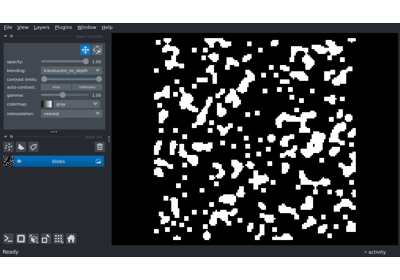 File View Layers Plugins Window Help
opacity: 1.00
blending: translucent_no_depth
contrast limits:
auto-contrast: once continuous
gamma: 1.00
colormap: gray
interpolation: nearest
blobs
Ready
activity